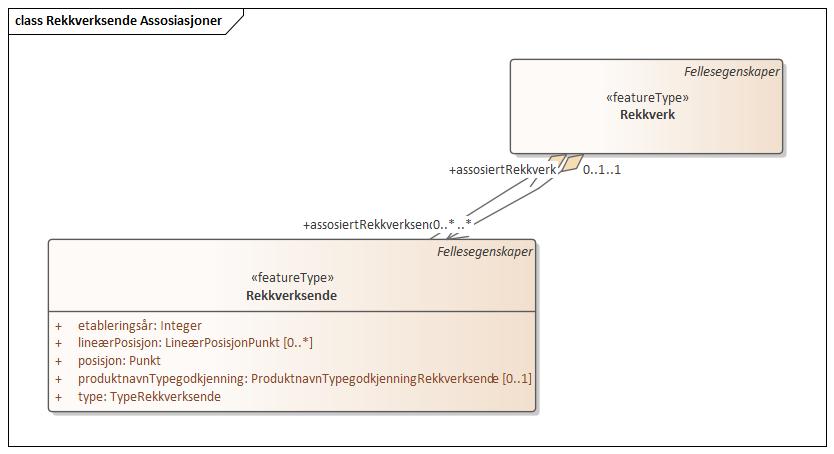 class Rekkverksende Assosiasjoner
Fellesegenskaper
«featureType»
Rekkverk
+assosiertRekkverk
0..1..1
+assosiertRekkverksend
0..*
..*
Fellesegenskaper
«featureType»
Rekkverksende
+ etableringsår: Integer
+ lineærPosisjon: LineærPosisjonPunkt [0..*]
+ posisjon: Punkt
+ produktnavnTypegodkjenning: ProduktnavnTypegodkjenningRekkverksende [0..1]
+ type: TypeRekkverksende